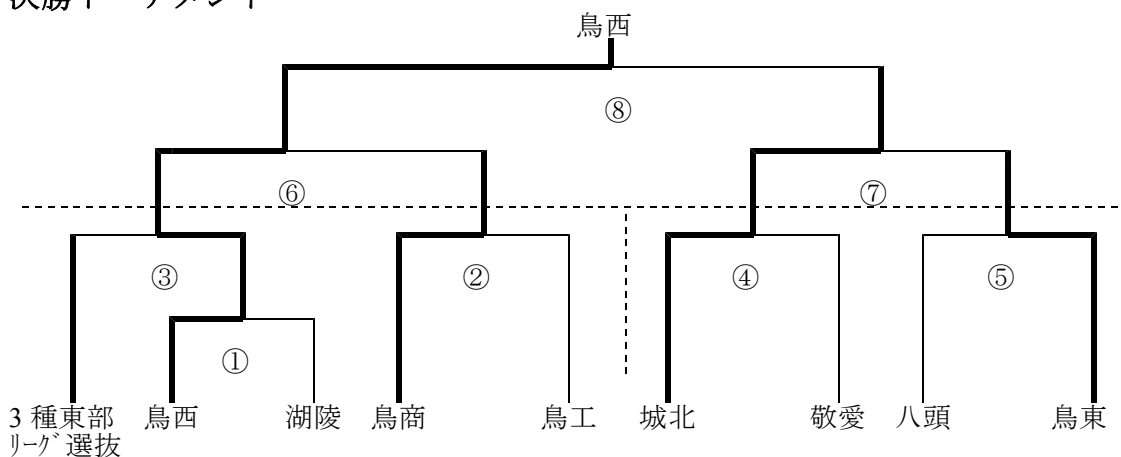 決勝トーナメント
鳥西
⑧
⑥ ⑦
③ ② ④ ⑤
①
3 種東部 鳥西 湖陵 鳥商 鳥工 城北 敬愛 八頭 鳥東
ﾘｰｸﾞ選抜